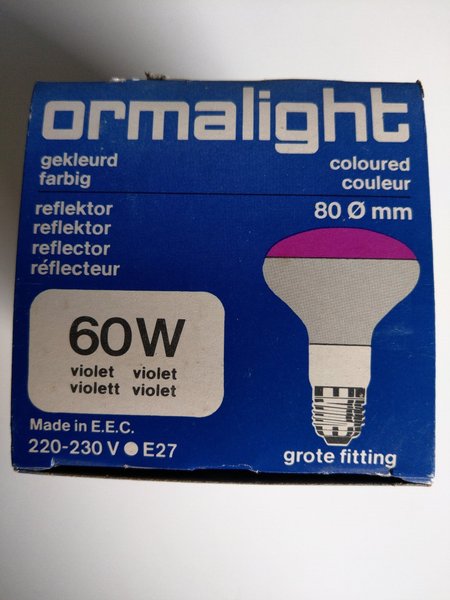 ormalight
gekleurd
farbig
coloured
couleur
reflektor
reflektor
reflector
réflecteur
80 Ø mm
60W
violet violet
violett violet
Made in E.E.C.
220-230 V ● E27
grote fitting